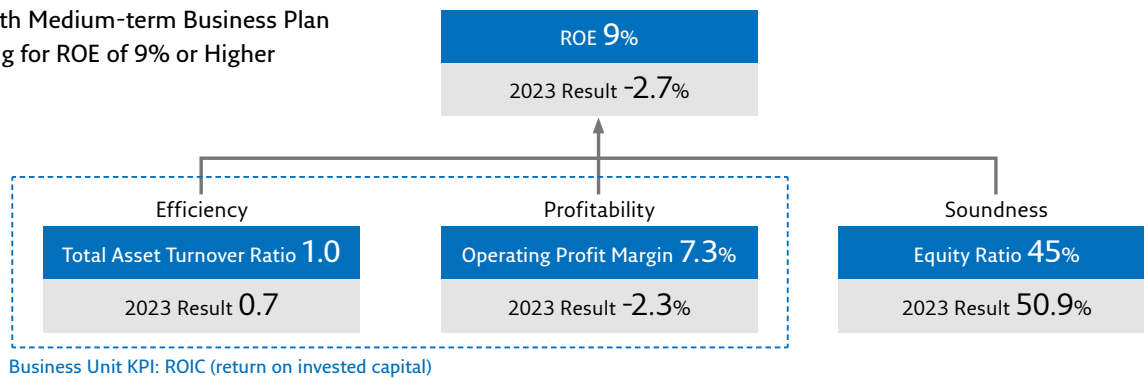 Medium-term Business Plan
for ROE of 9% or Higher
ROE 9%
2023 Result -2.7%
Efficiency
Total Asset Turnover Ratio 1.0
2023 Result 0.7
Profitability
Operating Profit Margin 7.3%
2023 Result -2.3%
Soundness
Equity Ratio 45%
2023 Result 50.9%
Business Unit KPI: ROIC (return on invested capital)